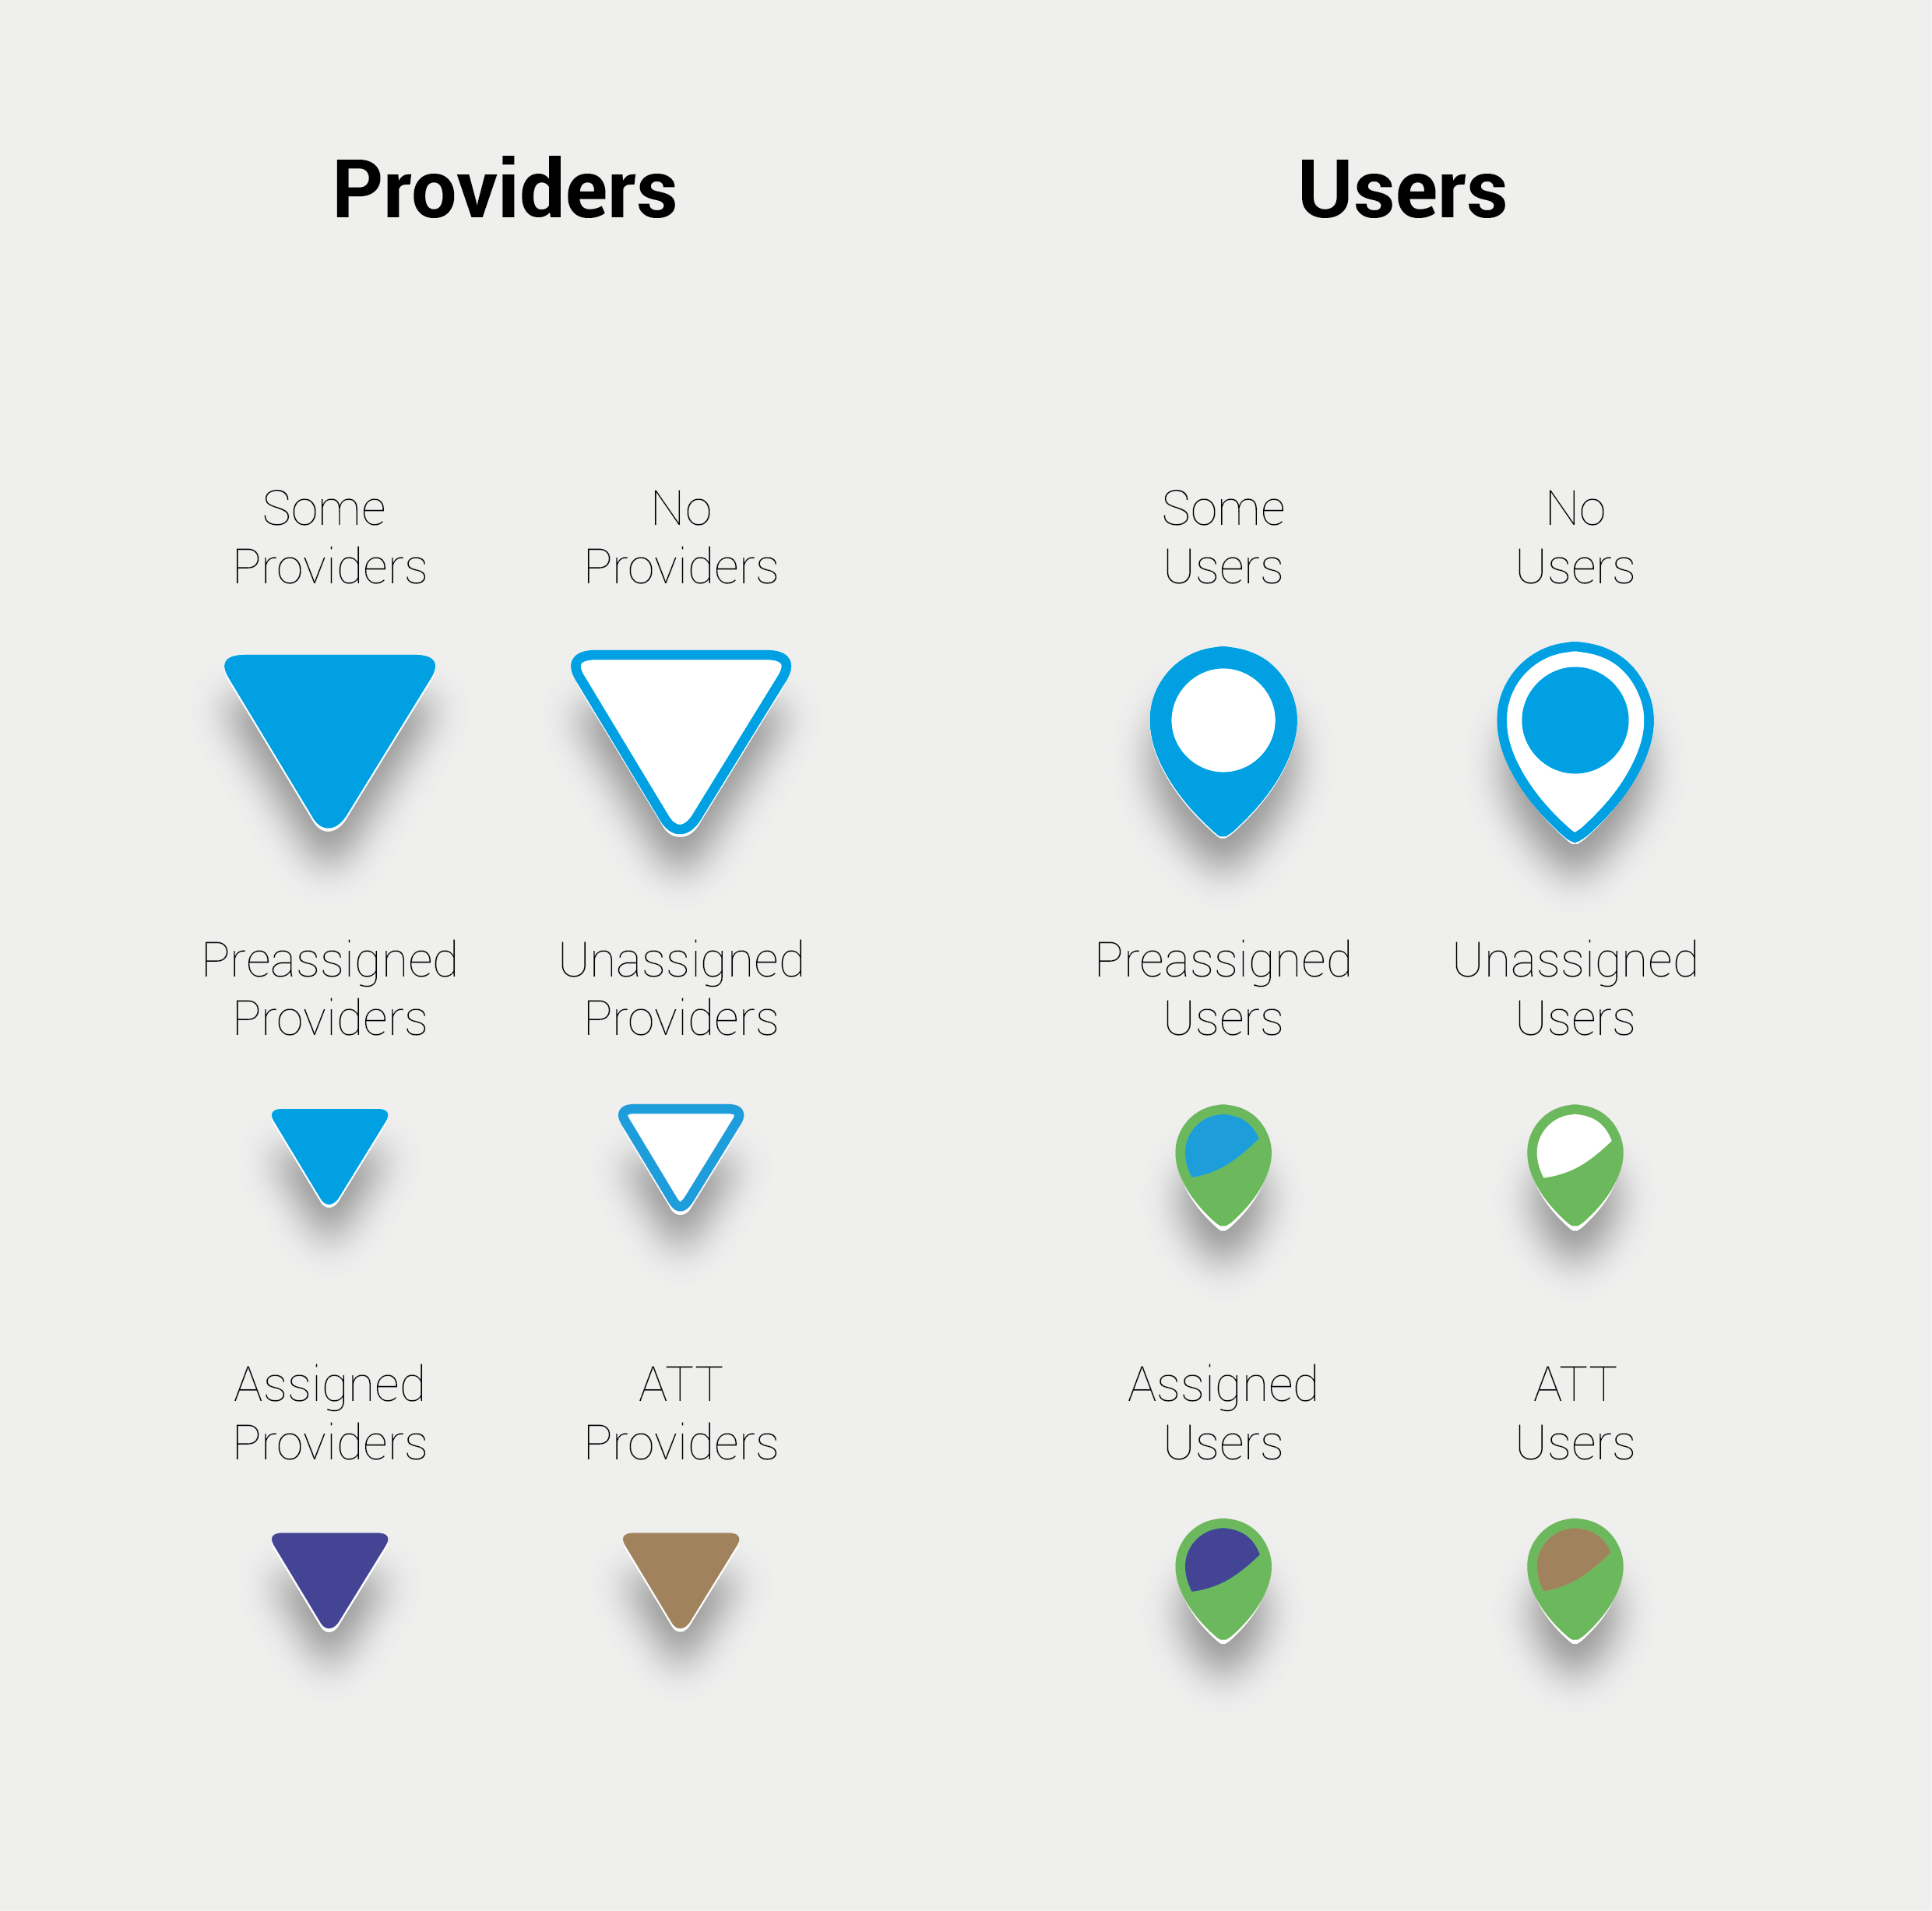 Providers
Users
Some
Providers
No
Providers
Some
Users
No
Users
Preassigned
Providers
Unassigned
Providers
Preassigned
Users
Unassigned
Users
Assigned
Providers
ATT
Providers
Assigned
Users
ATT
Users